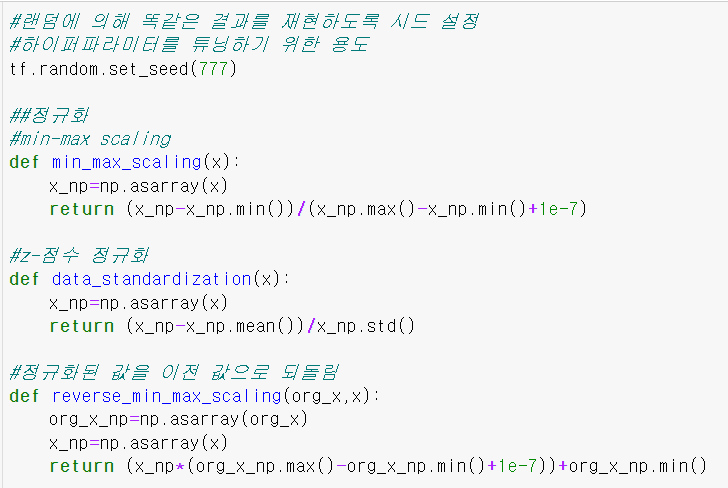 #랜덤에 의해 똑같은 결과를 재현하도록 시드 설정
#하이퍼파라미터를 튜닝하기 위한 용도
tf.random.set_seed(777)

##정규화
#min-max scaling
def min_max_scaling(x):
    x_np=np.asarray(x)
    return (x_np-x_np.min())/(x_np.max()-x_np.min()+1e-7)

#z-점수 정규화
def data_standardization(x):
    x_np=np.asarray(x)
    return (x_np-x_np.mean())/x_np.std()

#정규화된 값을 이전 값으로 되돌림
def reverse_min_max_scaling(org_x,x):
    org_x_np=np.asarray(org_x)
    x_np=np.asarray(x)
    return (x_np*(org_x_np.max()-org_x_np.min()+1e-7))+org_x_np.min()